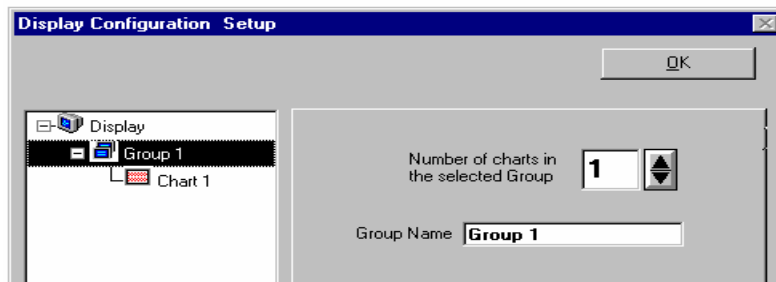 Display Configuration Setup
OK
Display
Group 1
Chart 1
Number of charts in
the selected Group
1
Group Name
Group 1